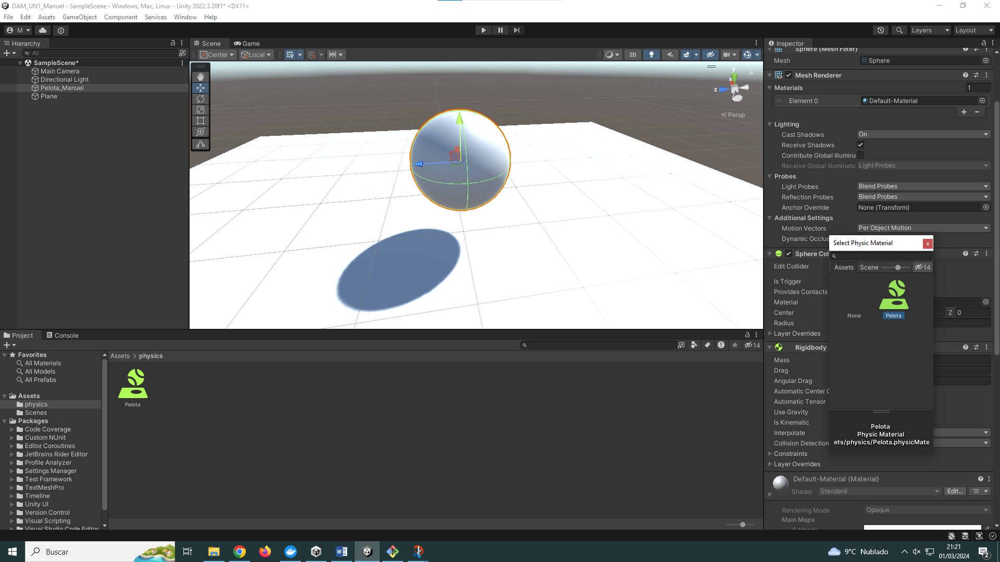 DAM_UN1_Manuel - SampleScene - Windows, Mac, Linux - Unity 2022.3.20f1* <DX11>
File Edit Assets GameObject Component Services Window Help
M
Layers
Layout
Hierarchy
All
SampleScene*
Main Camera
Directional Light
Pelota_Manuel
Plane
Scene
Game
Center
Local
2D
y
x
z
Persp
Inspector
Sphere (Mesh Filter)
Mesh
Sphere
Mesh Renderer
Materials
1
Element 0
Default-Material
Lighting
Cast Shadows
On
Receive Shadows
Contribute Global Illumina
Receive Global Illuminatic
Light Probes
Probes
Light Probes
Blend Probes
Reflection Probes
Blend Probes
Anchor Override
None (Transform)
Additional Settings
Motion Vectors
Per Object Motion
Dynamic Occlus
Select Physic Material
x
Assets
Scene
14
None
Pelota
Pelota
Physic Material
ets/physics/Pelota.physicMate
Sphere Col
Edit Collider
Is Trigger
Provides Contacts
Material
Center
Z 0
Radius
Layer Overrides
Rigidbody
Mass
Drag
Angular Drag
Automatic Center C
Automatic Tensor
Use Gravity
Is Kinematic
Interpolate
Collision Detection
Constraints
Layer Overrides
Default-Material (Material)
Shader
Standard
Edit...
Rendering Mode
Opaque
Main Maps
Project
Console
14
Favorites
All Materials
All Models
All Prefabs
Assets
physics
Scenes
Packages
Code Coverage
Custom NUnit
Editor Coroutines
JetBrains Rider Editor
Profile Analyzer
Settings Manager
Test Framework
TextMeshPro
Timeline
Unity UI
Version Control
Visual Scripting
Visual Studio Code Editor
Assets > physics
Pelota
Buscar
9°C Nublado
21:21
01/03/2024
2